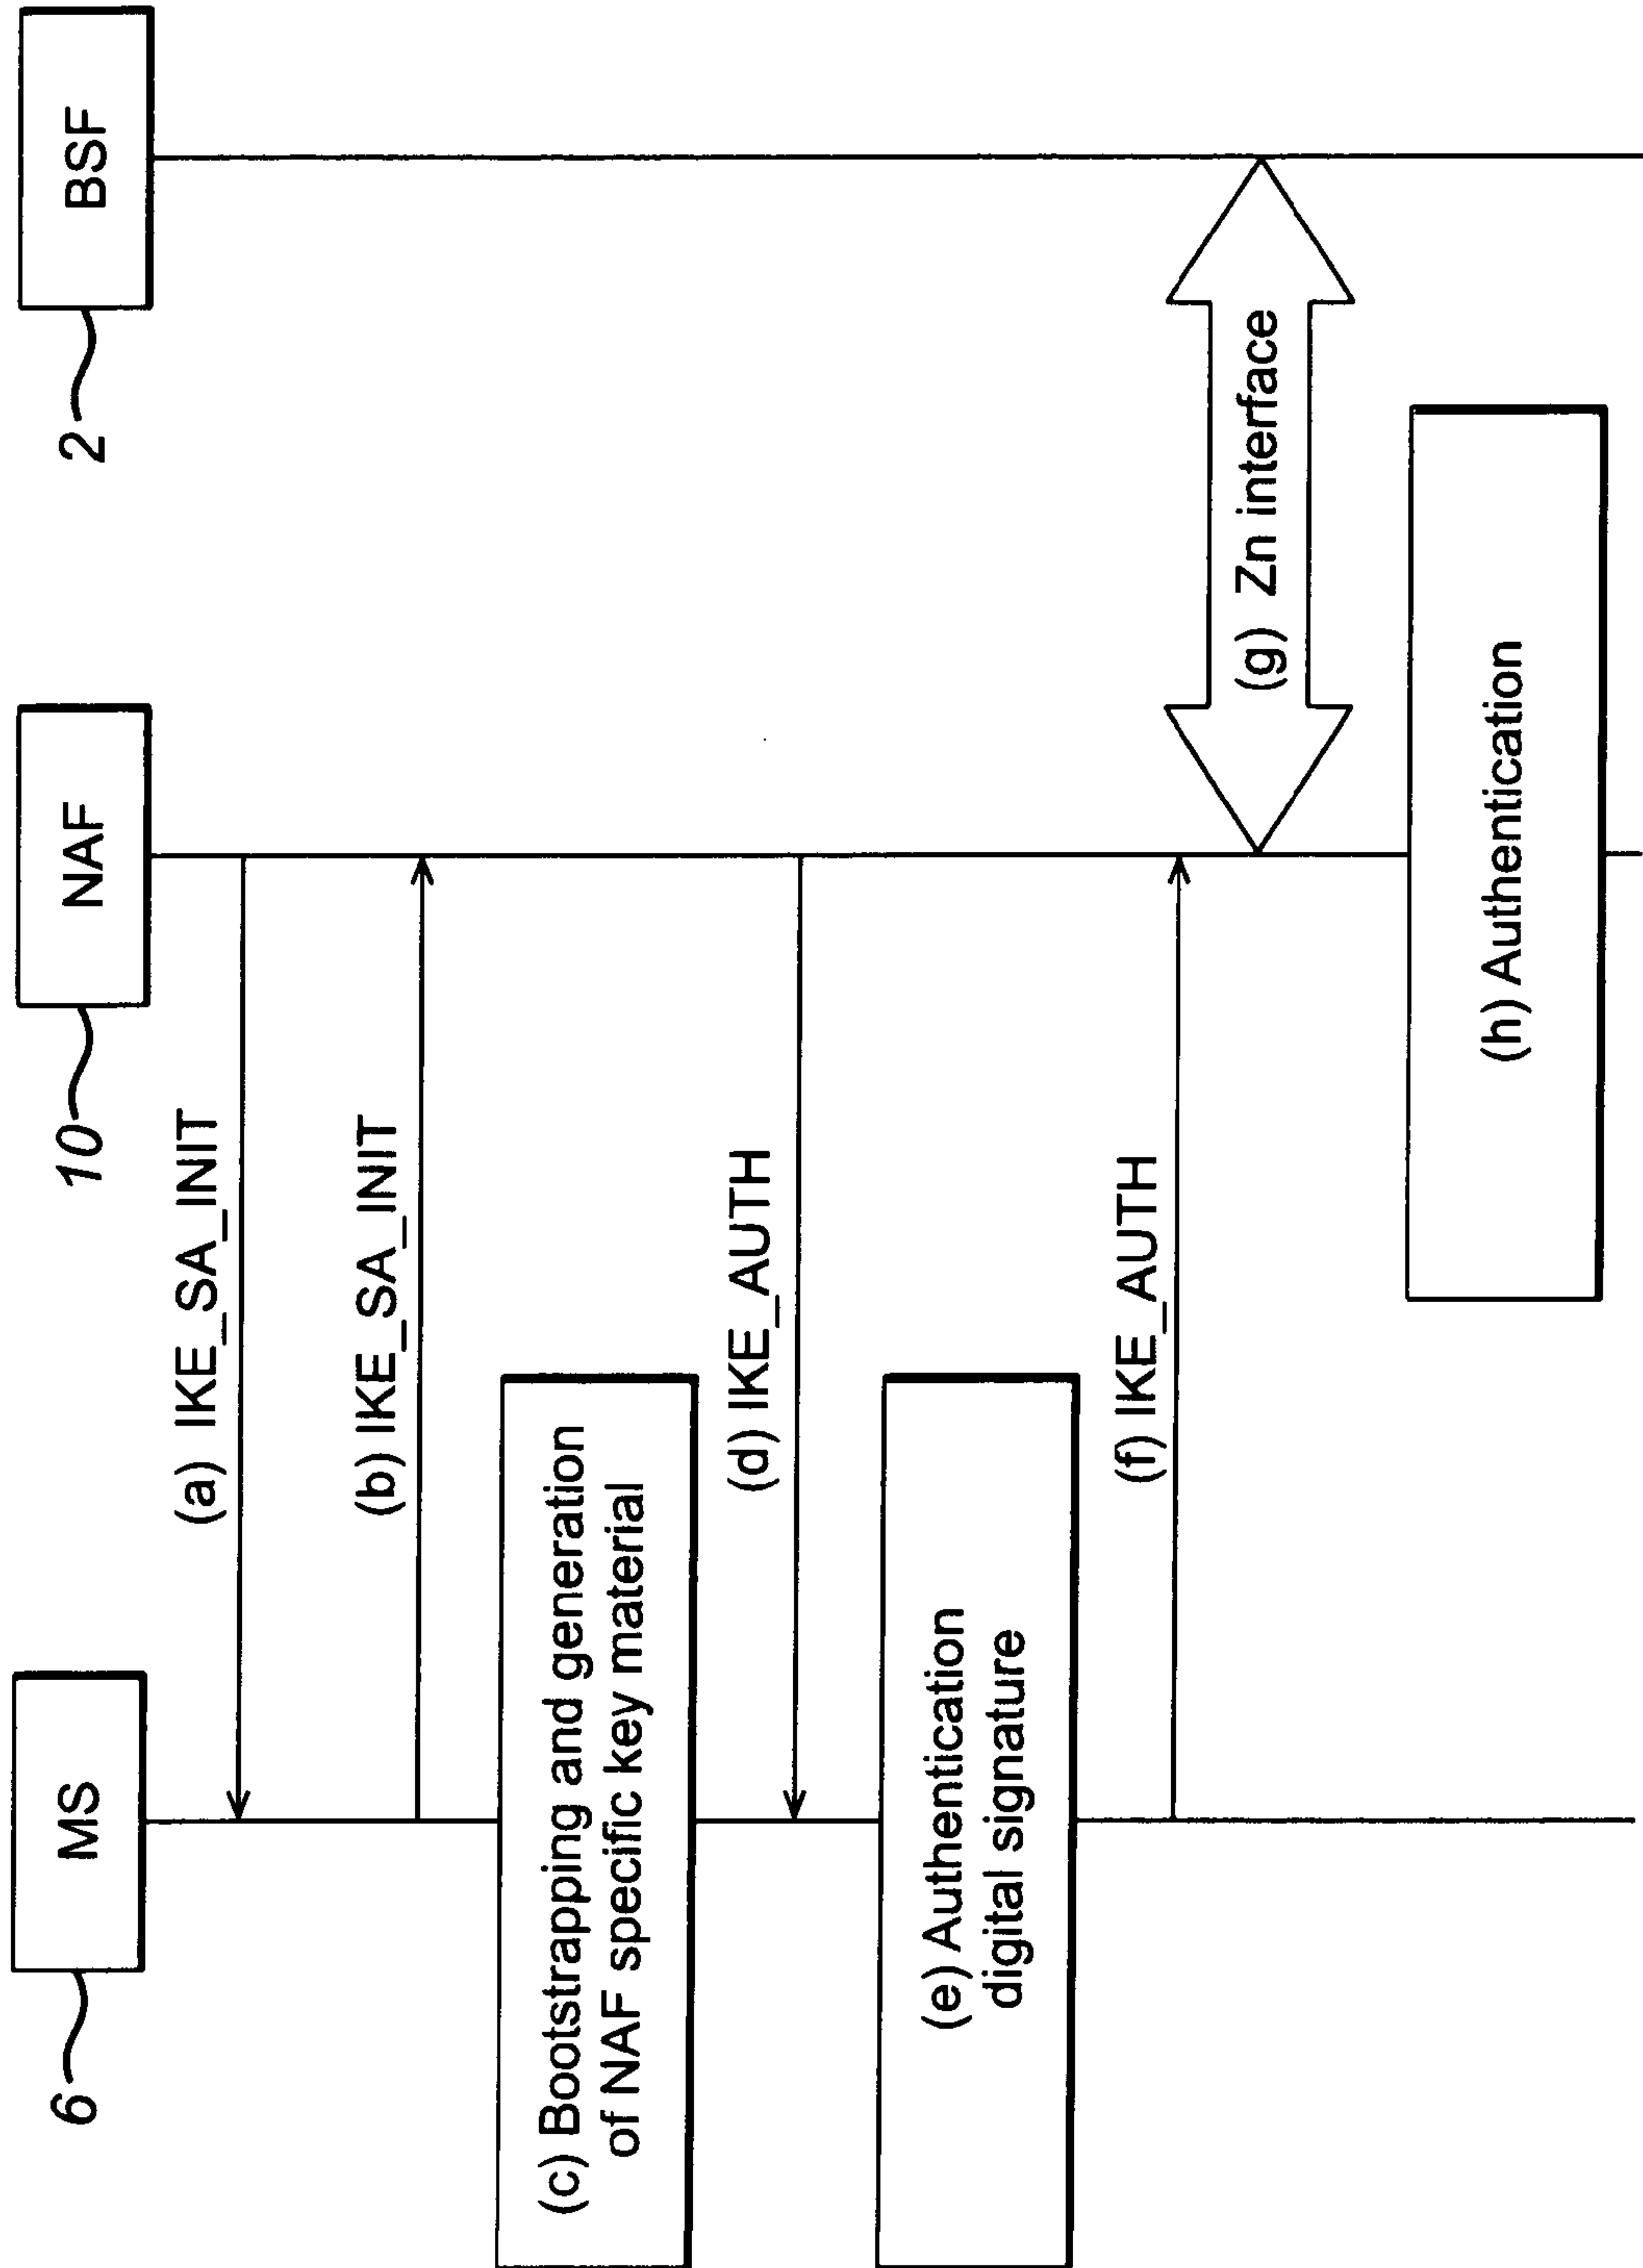 MS
NAF
BSF
6
10
2
(a) IKE_SA_INIT
(b) IKE_SA_INIT
(c) Bootstrapping and generation
of NAF specific key material
(d) IKE_AUTH
(e) Authentication
digital signature
(f) IKE_AUTH
(g) Zn interface
(h) Authentication